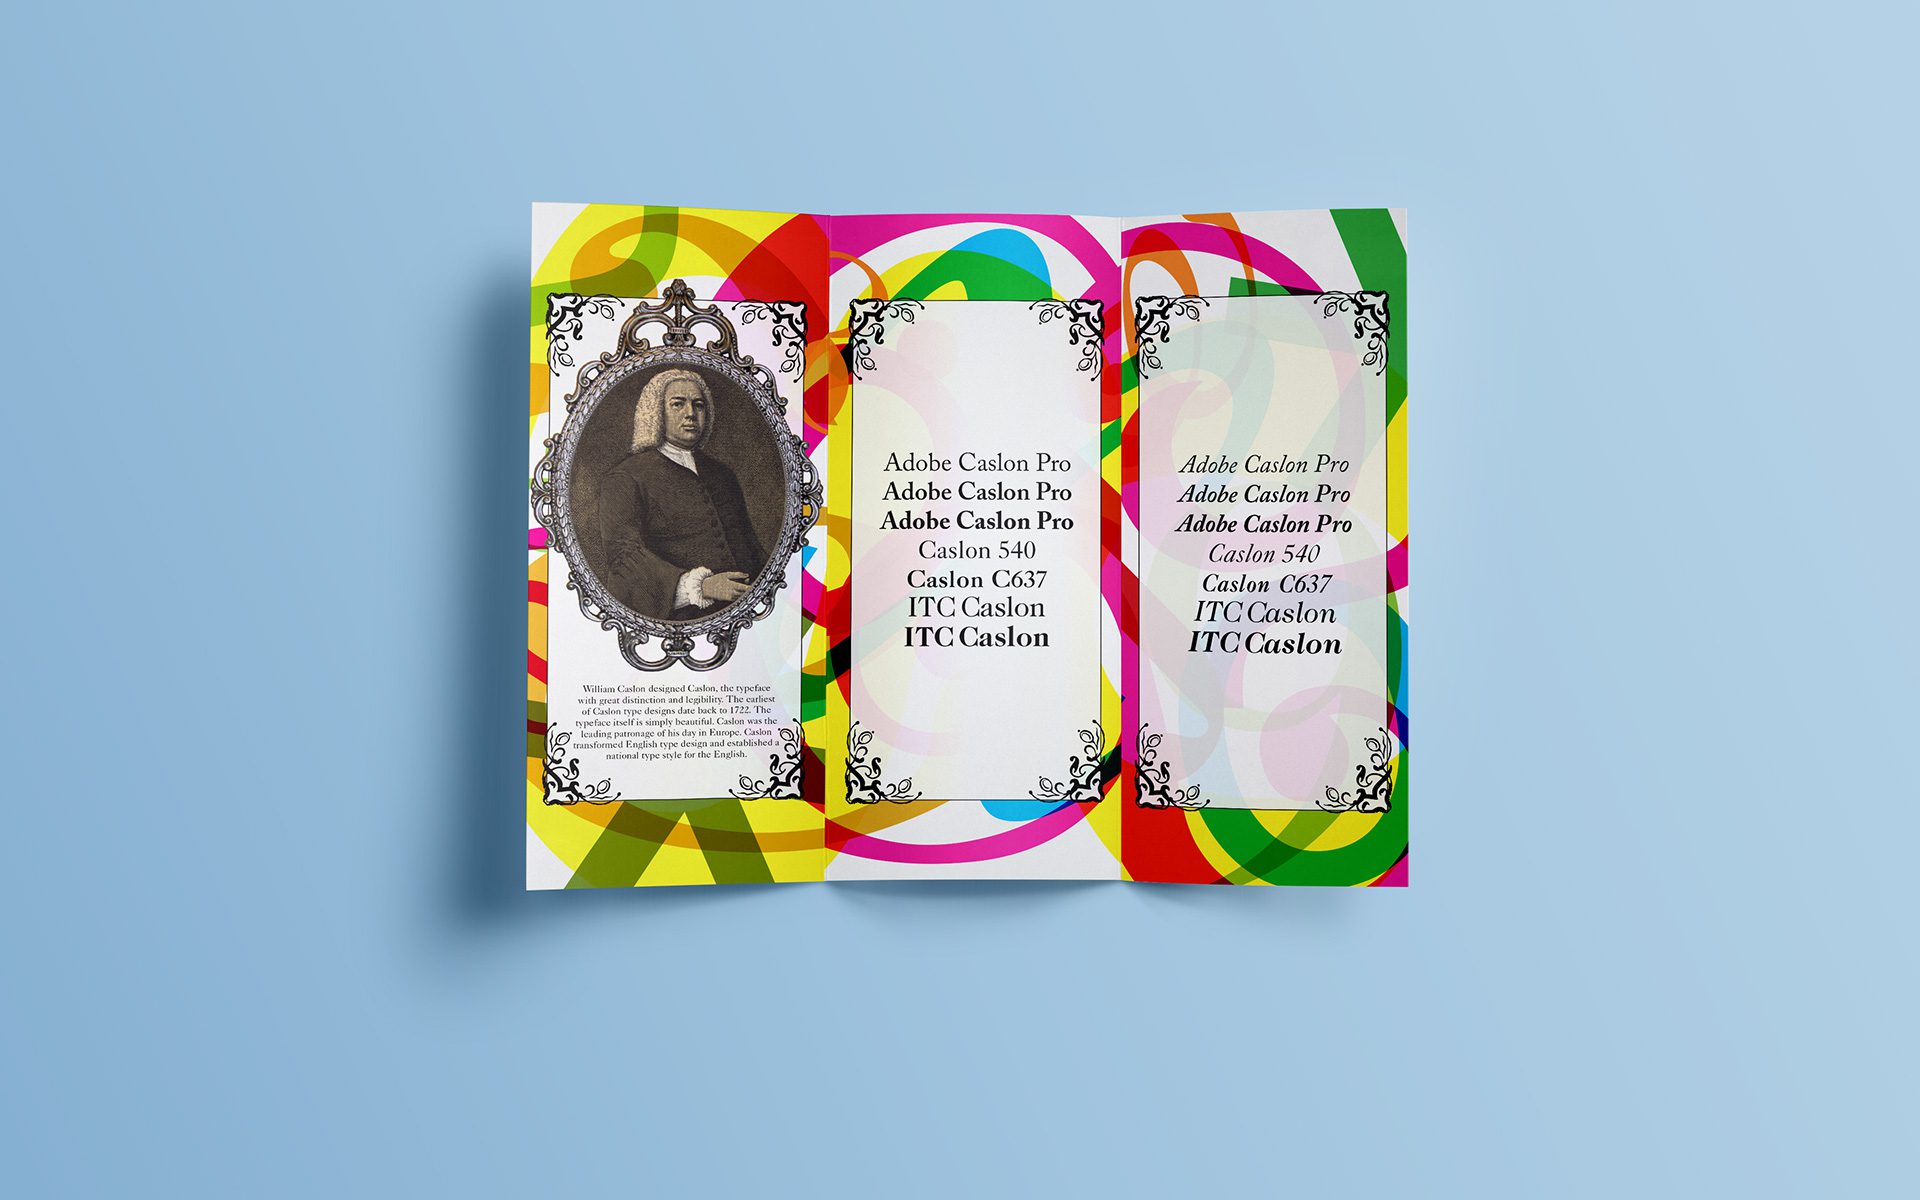 William Caslon designed Caslon, the typeface
with great distinction and legibility. The earliest
of Caslon type designs date back to 1722. The
typeface itself is simply beautiful. Caslon was the
leading patronage of his day in Europe. Caslon
transformed English type design and established a
national type style for the English.
Adobe Caslon Pro
Adobe Caslon Pro
Adobe Caslon Pro
Caslon 540
Caslon C637
ITC Caslon
ITC Caslon
Adobe Caslon Pro
Adobe Caslon Pro
Adobe Caslon Pro
Caslon 540
Caslon C637
ITC Caslon
ITC Caslon